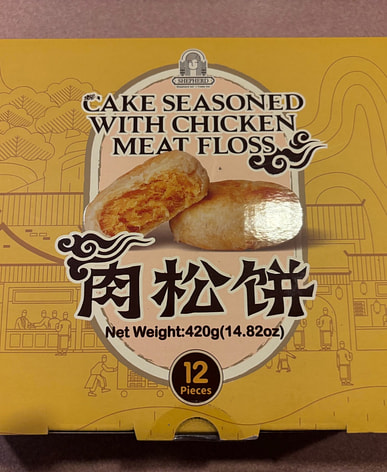 SHEPHERD
CAKE SEASONED
WITH CHICKEN
MEAT FLOSS
肉松饼
Net Weight:420g(14.82oz)
12
Pieces